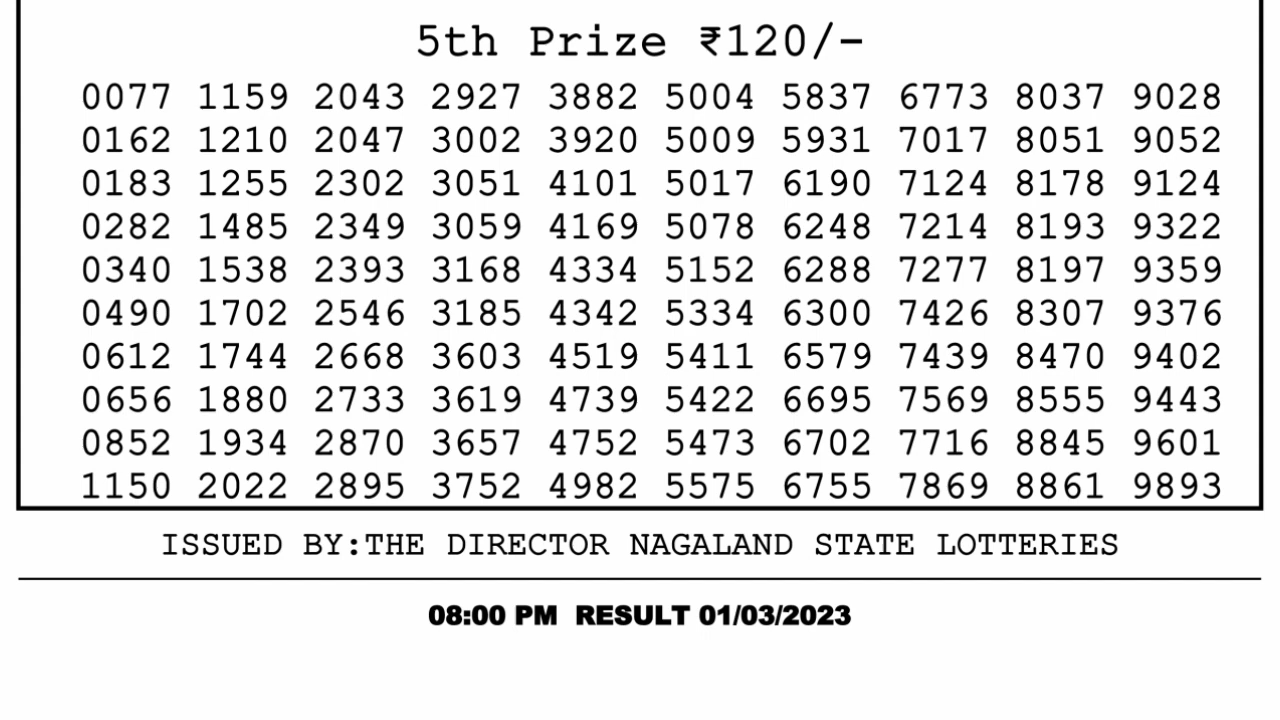 5th Prize ₹120/-
0077 1159 2043 2927 3882 5004 5837 6773 8037 9028
0162 1210 2047 3002 3920 5009 5931 7017 8051 9052
0183 1255 2302 3051 4101 5017 6190 7124 8178 9124
0282 1485 2349 3059 4169 5078 6248 7214 8193 9322
0340 1538 2393 3168 4334 5152 6288 7277 8197 9359
0490 1702 2546 3185 4342 5334 6300 7426 8307 9376
0612 1744 2668 3603 4519 5411 6579 7439 8470 9402
0656 1880 2733 3619 4739 5422 6695 7569 8555 9443
0852 1934 2870 3657 4752 5473 6702 7716 8845 9601
1150 2022 2895 3752 4982 5575 6755 7869 8861 9893
ISSUED BY:THE DIRECTOR NAGALAND STATE LOTTERIES
08:00 PM RESULT 01/03/2023